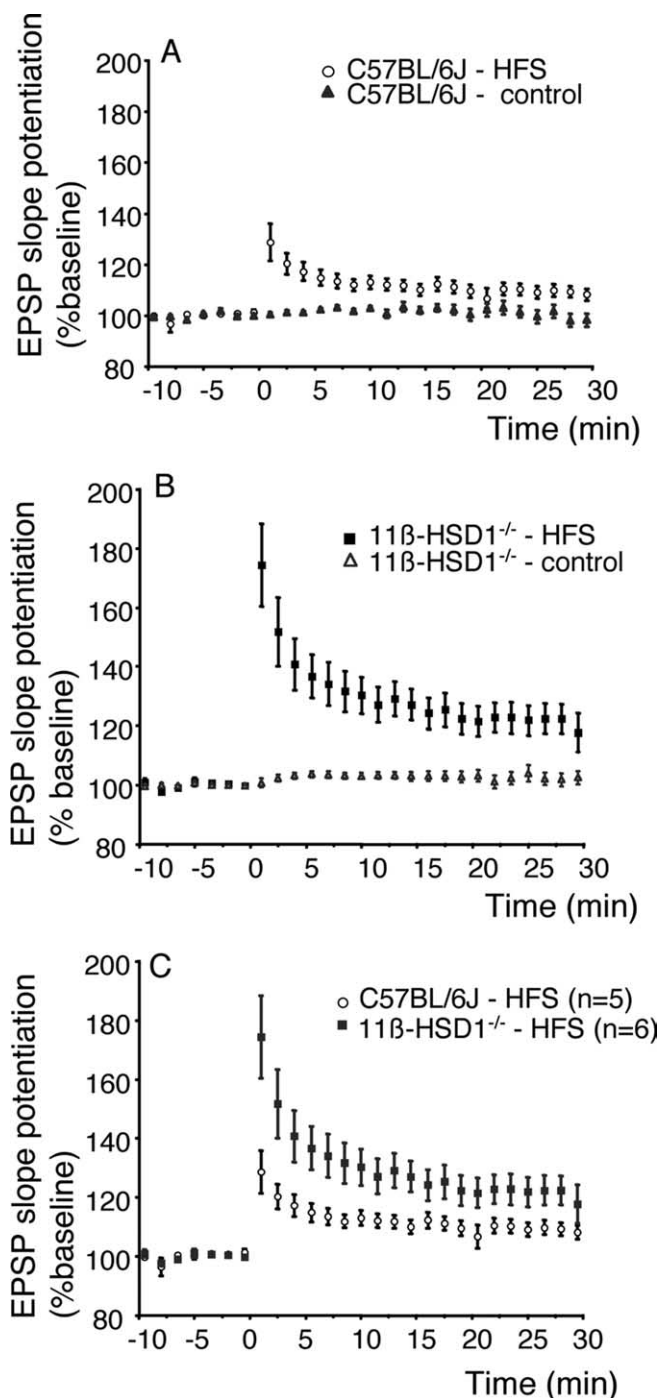 A
C57BL/6J - HFS
C57BL/6J - control
EPSP slope potentiation
(%baseline)
200
180
160
140
120
100
80
-10 -5 0 5 10 15 20 25 30
Time (min)
B
11ß-HSD1-/- - HFS
11ß-HSD1-/- - control
EPSP slope potentiation
(% baseline)
200
180
160
140
120
100
80
-10 -5 0 5 10 15 20 25 30
Time (min)
C
C57BL/6J - HFS (n=5)
11ß-HSD1-/- - HFS (n=6)
EPSP slope potentiation
(%baseline)
200
180
160
140
120
100
80
-10 -5 0 5 10 15 20 25 30
Time (min)